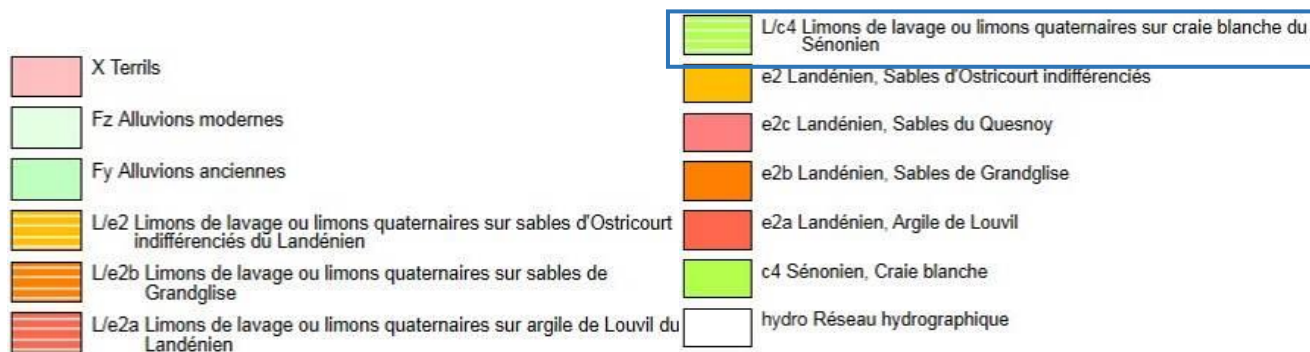 X Terrils
Fz Alluvions modernes
Fy Alluvions anciennes
L/e2 Limons de lavage ou limons quaternaires sur sables d'Ostricourt
indifférenciés du Landénien
L/e2b Limons de lavage ou limons quaternaires sur sables de
Grandglise
L/e2a Limons de lavage ou limons quaternaires sur argile de Louvil du
Landénien
L/c4 Limons de lavage ou limons quaternaires sur craie blanche du
Sénonien
e2 Landénien, Sables d'Ostricourt indifférenciés
e2c Landénien, Sables du Quesnoy
e2b Landénien, Sables de Grandglise
e2a Landénien, Argile de Louvil
c4 Sénonien, Craie blanche
hydro Réseau hydrographique